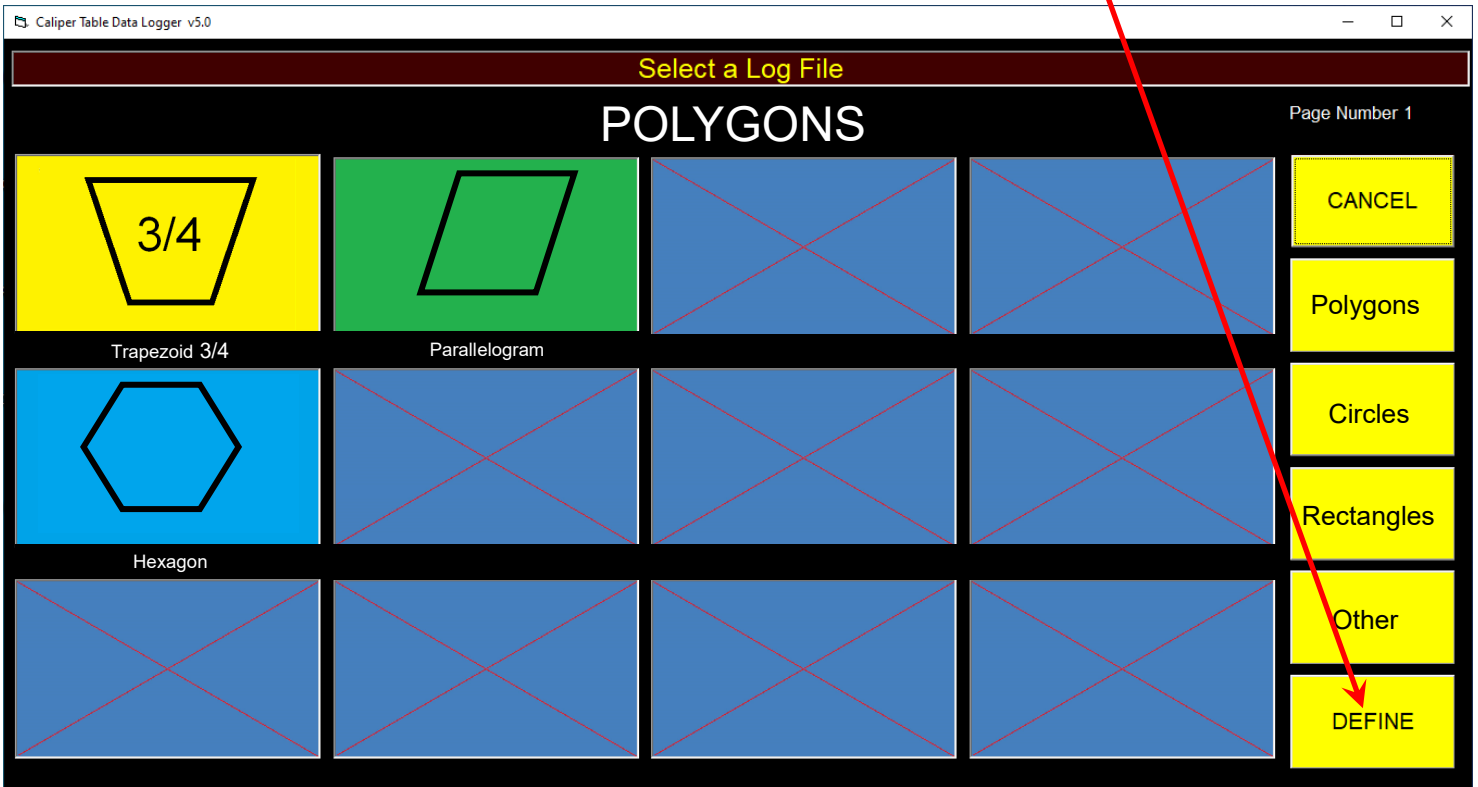 Caliper Table Data Logger v5.0
Select a Log File
POLYGONS
Page Number 1
3/4
CANCEL
Polygons
Trapezoid 3/4
Parallelogram
Circles
Rectangles
Hexagon
Other
DEFINE